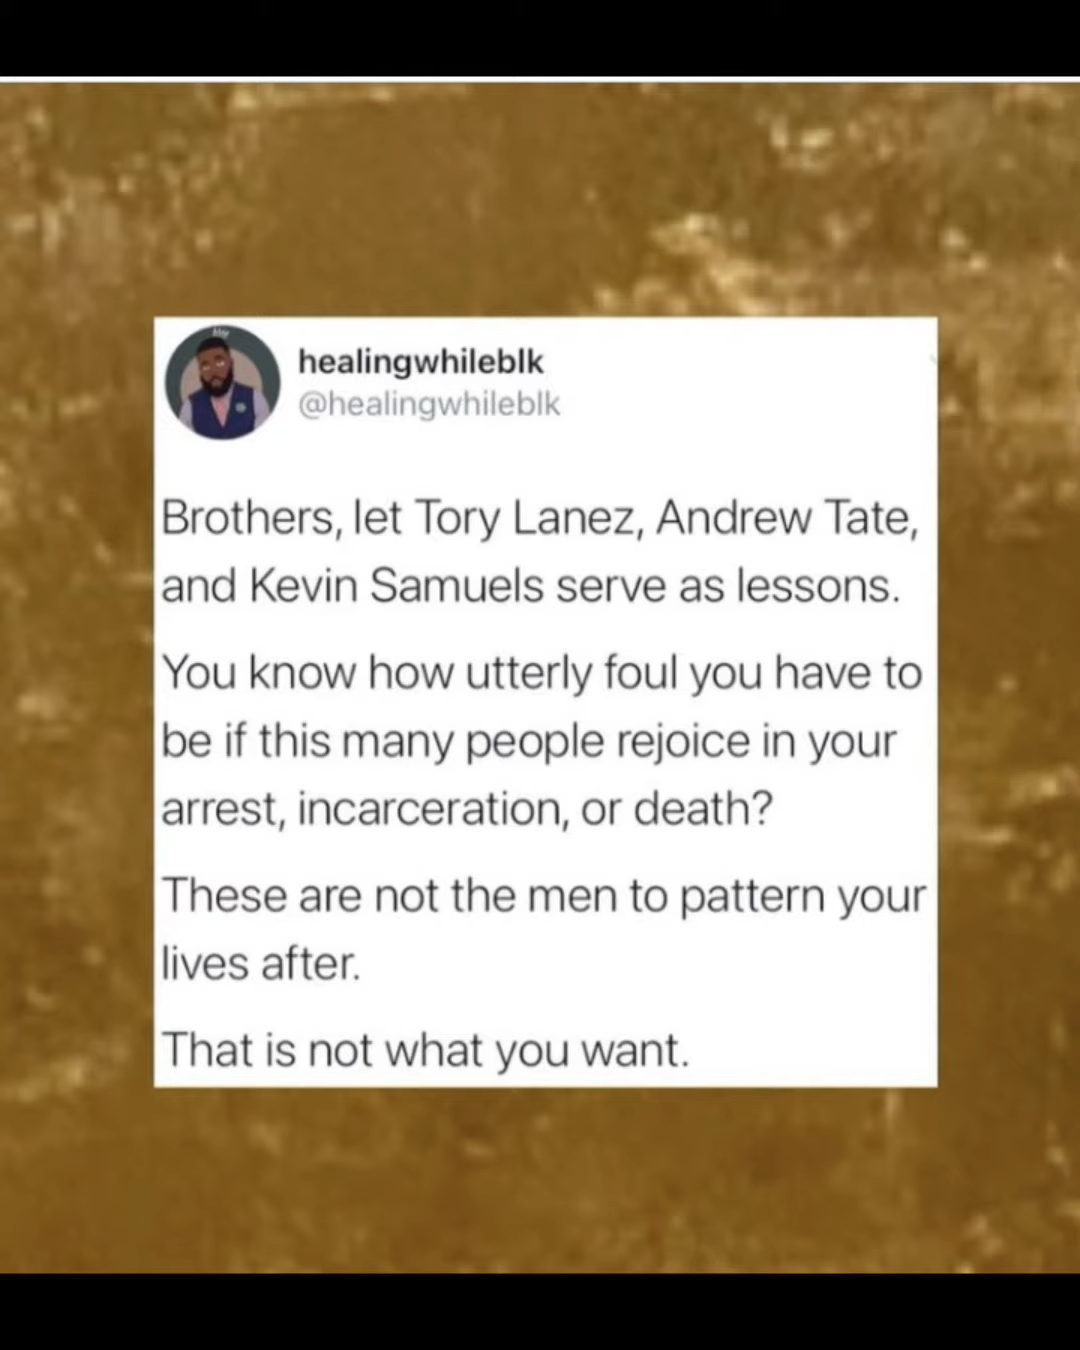 healingwhileblk
@healingwhileblk
Brothers, let Tory Lanez, Andrew Tate,
and Kevin Samuels serve as lessons.
You know how utterly foul you have to
be if this many people rejoice in your
arrest, incarceration, or death?
These are not the men to pattern your
lives after.
That is not what you want.